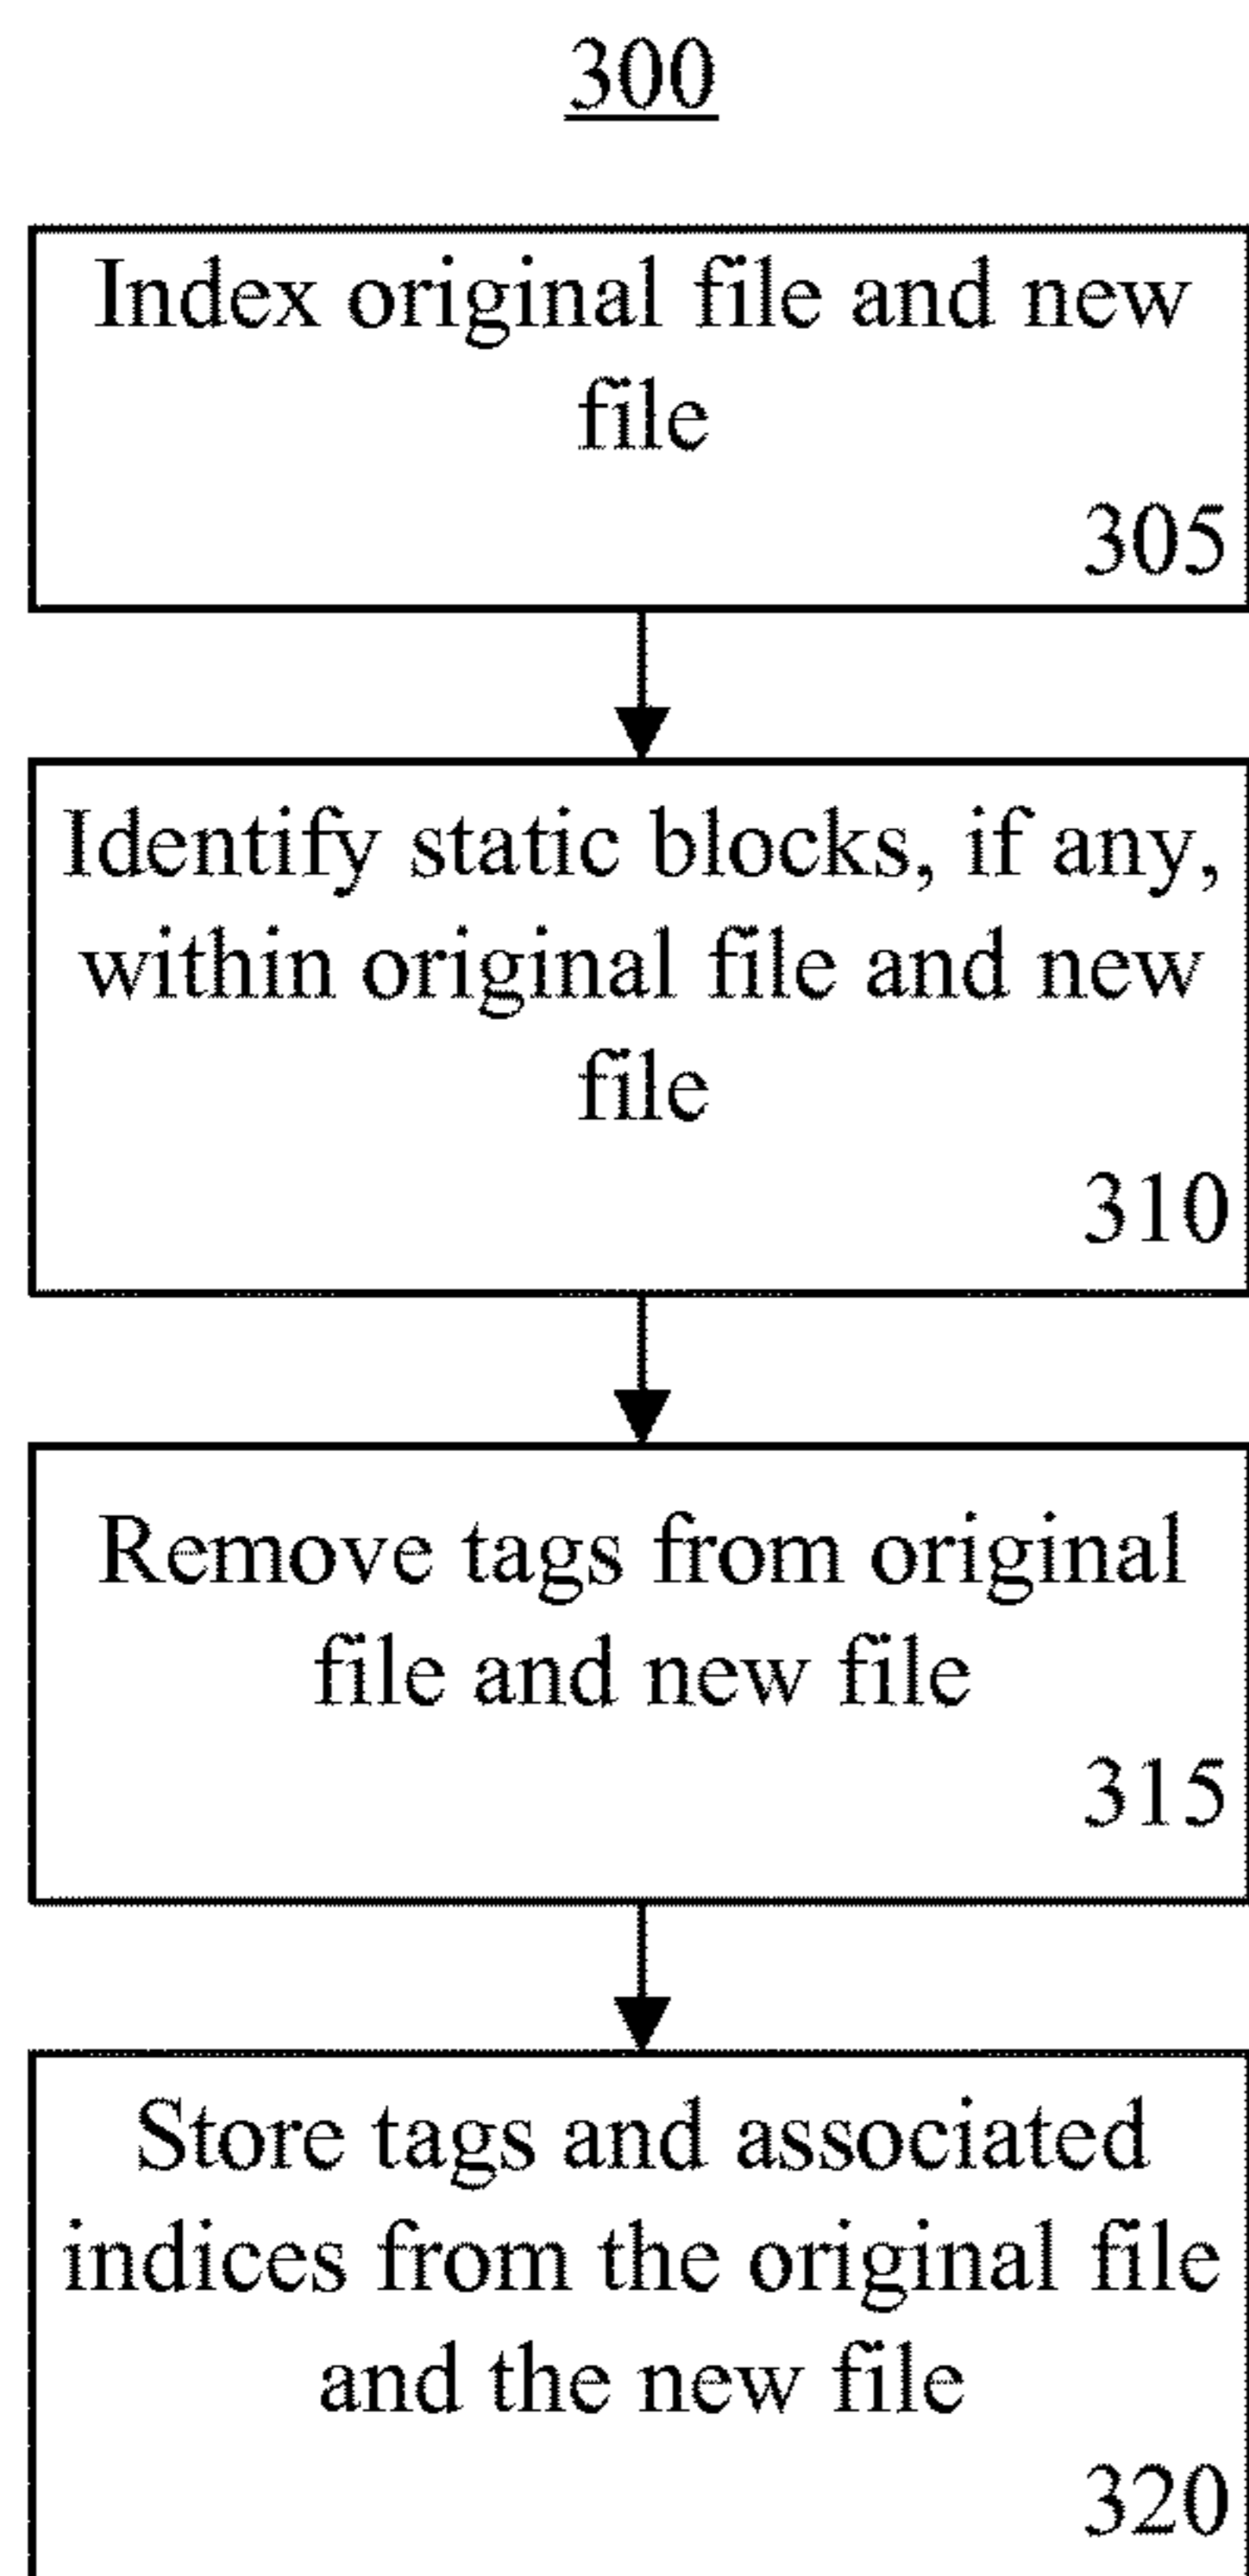 300
Index original file and new
file
305
Identify static blocks, if any,
within original file and new
file
310
Remove tags from original
file and new file
315
Store tags and associated
indices from the original file
and the new file
320